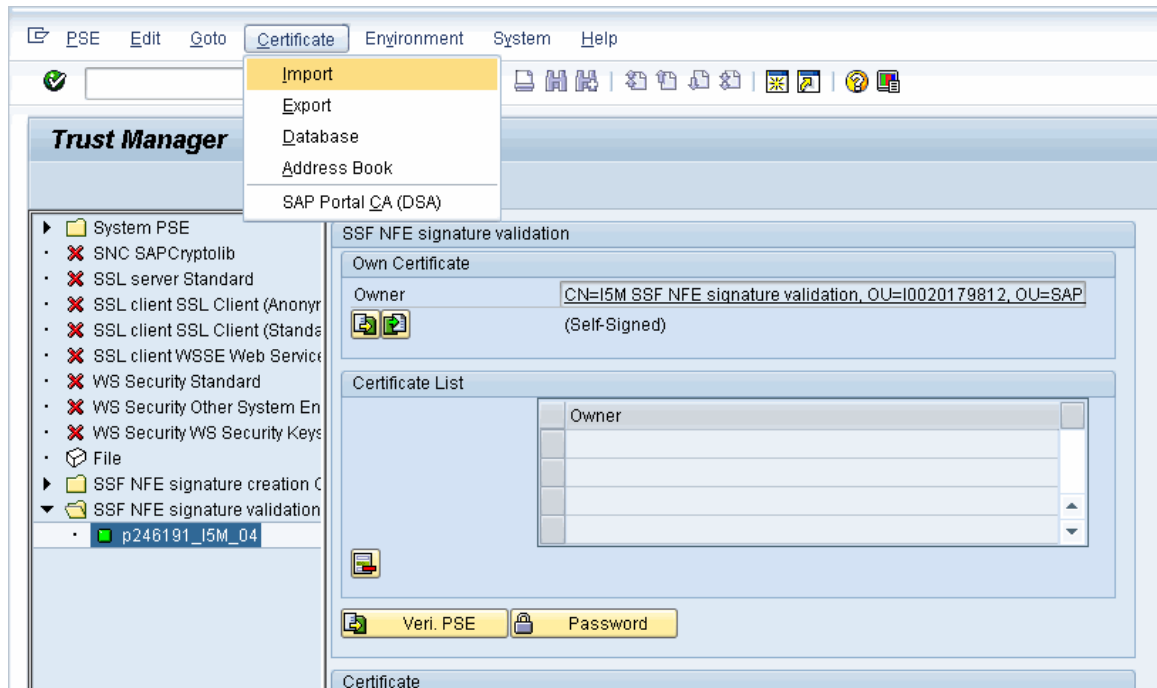 PSE Edit Goto Certificate Environment System Help
Import
Export
Database
Address Book
SAP Portal CA (DSA)
Trust Manager
System PSE
SNC SAPCryptolib
SSL server Standard
SSL client SSL Client (Anonyr
SSL client SSL Client (Standa
SSL client WSSE Web Service
WS Security Standard
WS Security Other System En
WS Security WS Security Keys
File
SSF NFE signature creation C
SSF NFE signature validation
p246191_I5M_04
SSF NFE signature validation
Own Certificate
Owner CN=I5M SSF NFE signature validation, OU=I0020179812, OU=SAP
(Self-Signed)
Certificate List
Owner
Veri. PSE Password
Certificate